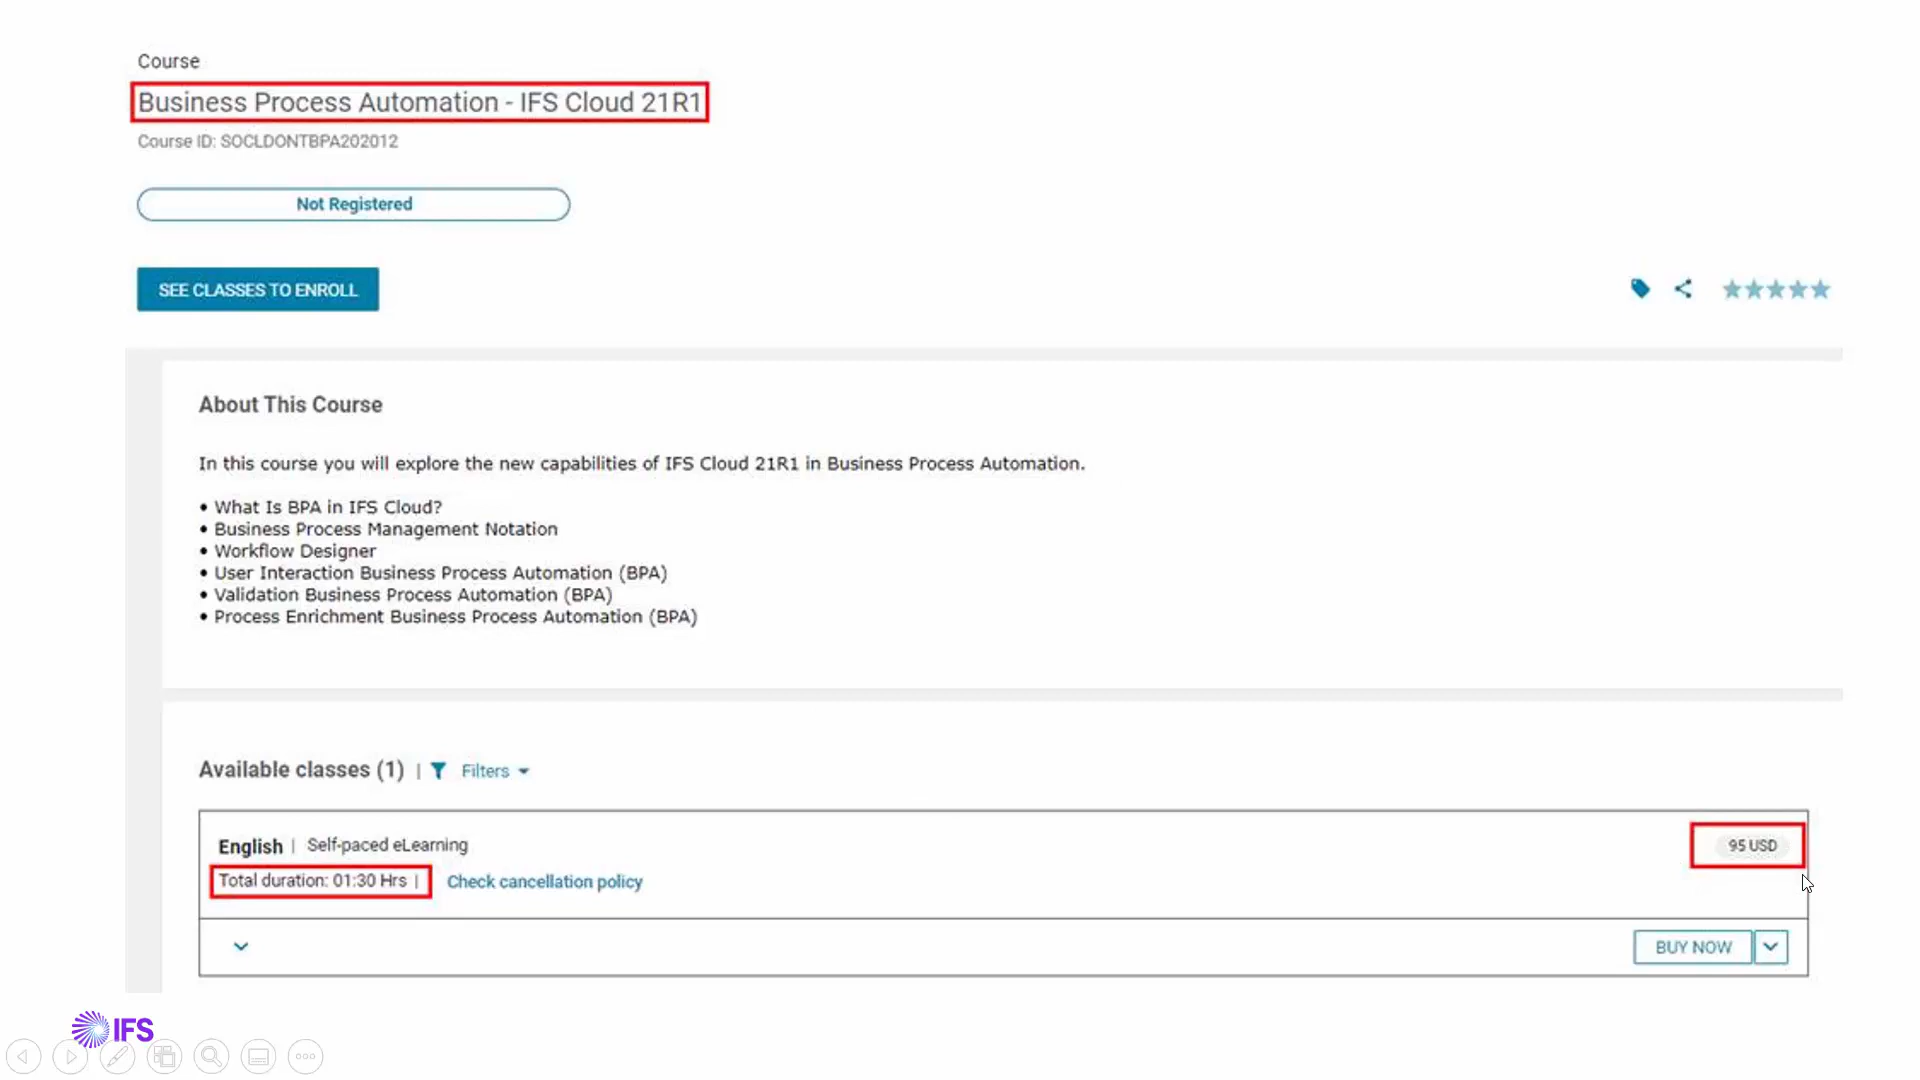 Course
Business Process Automation - IFS Cloud 21R1
Course ID: SOCLDONTBPA202012
Not Registered
SEE CLASSES TO ENROLL
About This Course
In this course you will explore the new capabilities of IFS Cloud 21R1 in Business Process Automation.
• What Is BPA in IFS Cloud?
• Business Process Management Notation
• Workflow Designer
• User Interaction Business Process Automation (BPA)
• Validation Business Process Automation (BPA)
• Process Enrichment Business Process Automation (BPA)
Available classes (1) | Filters
English | Self-paced eLearning
95 USD
Total duration: 01:30 Hrs | Check cancellation policy
BUY NOW
IFS